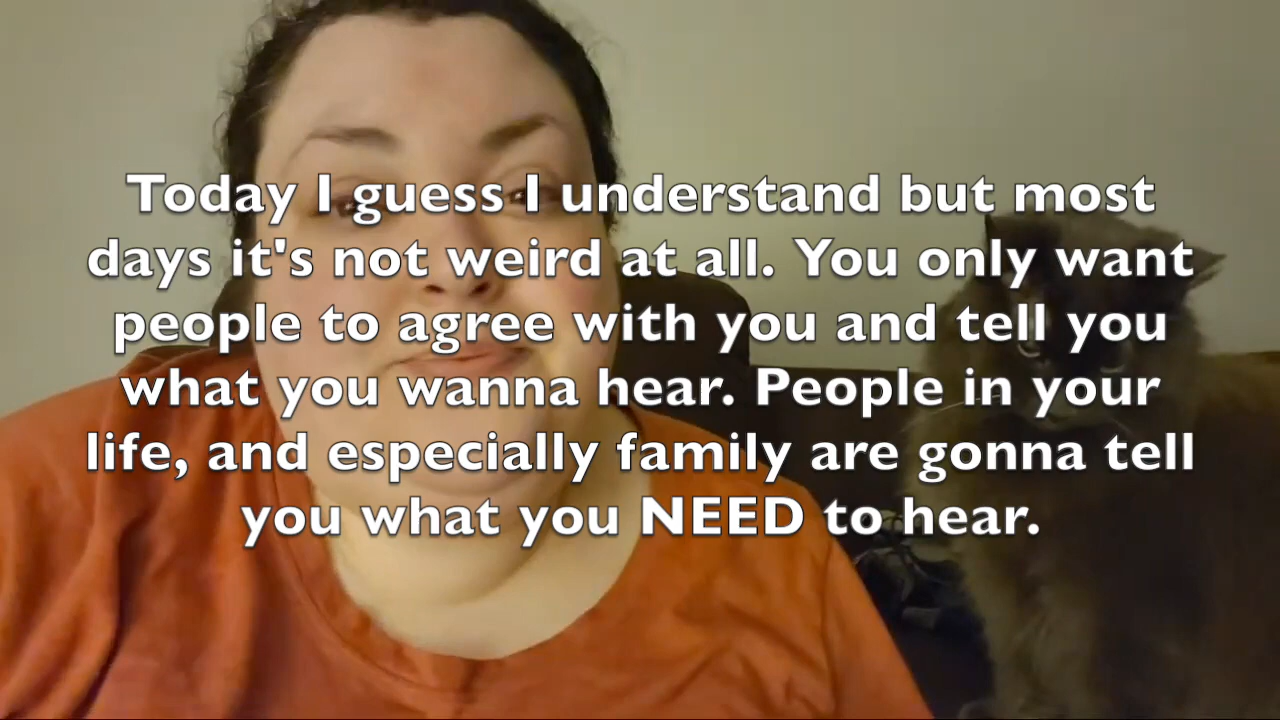 Today I guess I understand but most
days it's not weird at all. You only want
people to agree with you and tell you
what you wanna hear. People in your
life, and especially family are gonna tell
you what you NEED to hear.